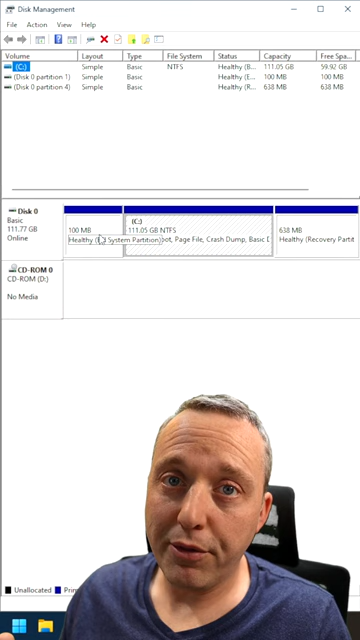 Disk Management
File Action View Help
Volume Layout Type File System Status Capacity Free Spa...
(C:) Simple Basic NTFS Healthy (B... 111.05 GB 59.92 GB
(Disk 0 partition 1) Simple Basic Healthy (E... 100 MB 100 MB
(Disk 0 partition 4) Simple Basic Healthy (R... 638 MB 638 MB
Disk 0
Basic
111.77 GB
Online
100 MB
Healthy (EFI System Partition)
(C:)
111.05 GB NTFS
oot, Page File, Crash Dump, Basic D
638 MB
Healthy (Recovery Partit
CD-ROM 0
CD-ROM (D:)
No Media
Unallocated Prim